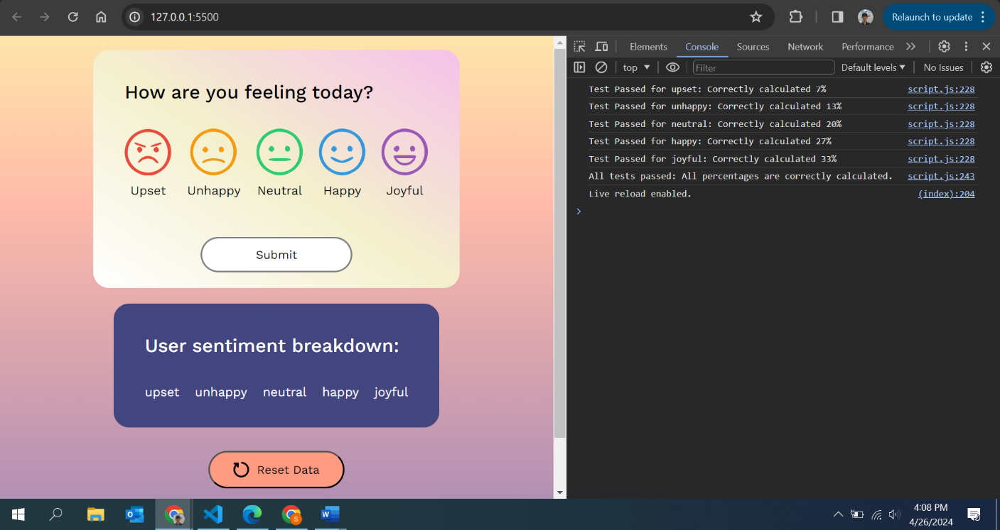 127.0.0.1:5500
Relaunch to update
How are you feeling today?
Upset Unhappy Neutral Happy Joyful
Submit
User sentiment breakdown:
upset unhappy neutral happy joyful
Reset Data
Elements Console Sources Network Performance
top Filter Default levels No Issues
Test Passed for upset: Correctly calculated 7% script.js:228
Test Passed for unhappy: Correctly calculated 13% script.js:228
Test Passed for neutral: Correctly calculated 20% script.js:228
Test Passed for happy: Correctly calculated 27% script.js:228
Test Passed for joyful: Correctly calculated 33% script.js:228
All tests passed: All percentages are correctly calculated. script.js:243
Live reload enabled. (index):204
4:08 PM
4/26/2024